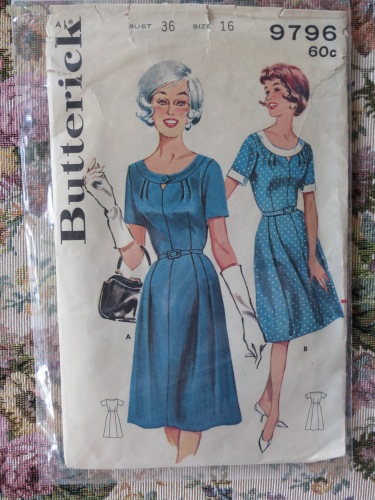 BUST 36 SIZE 16
9796
60c
Butterick
A
B